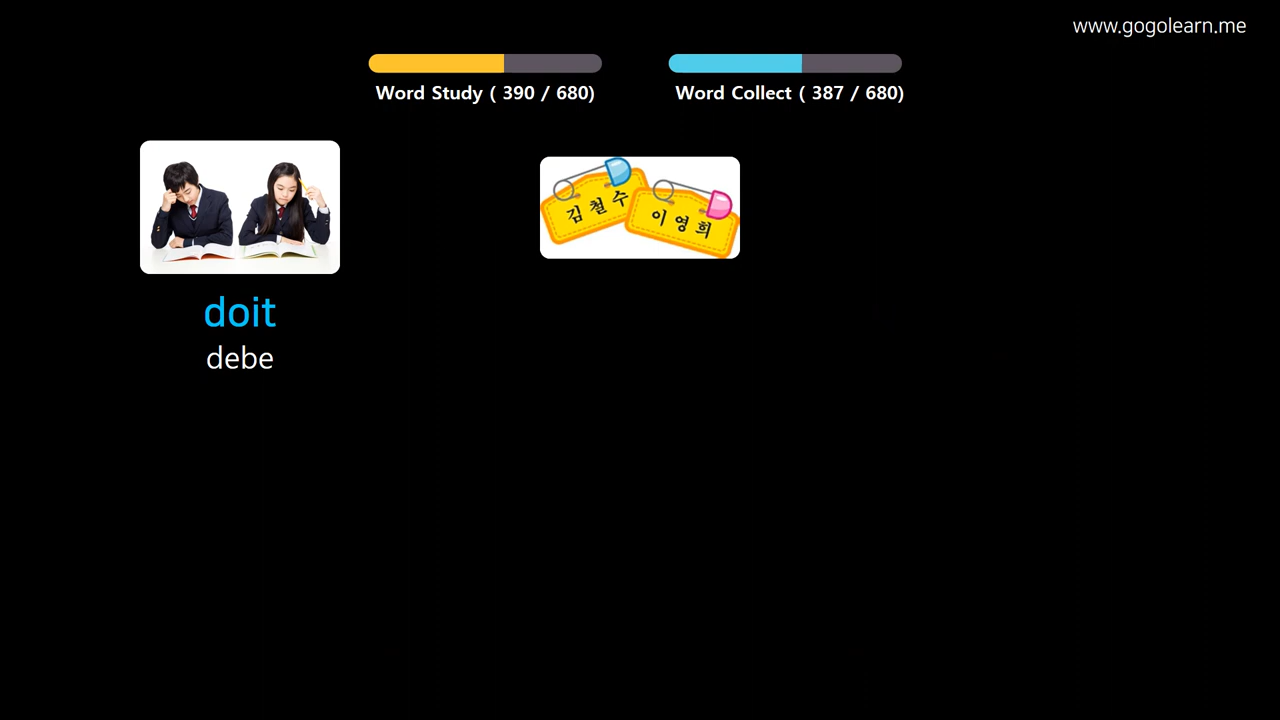 www.gogolearn.me
Word Study ( 390 / 680)
Word Collect ( 387 / 680)
김철수
이영희
doit
debe